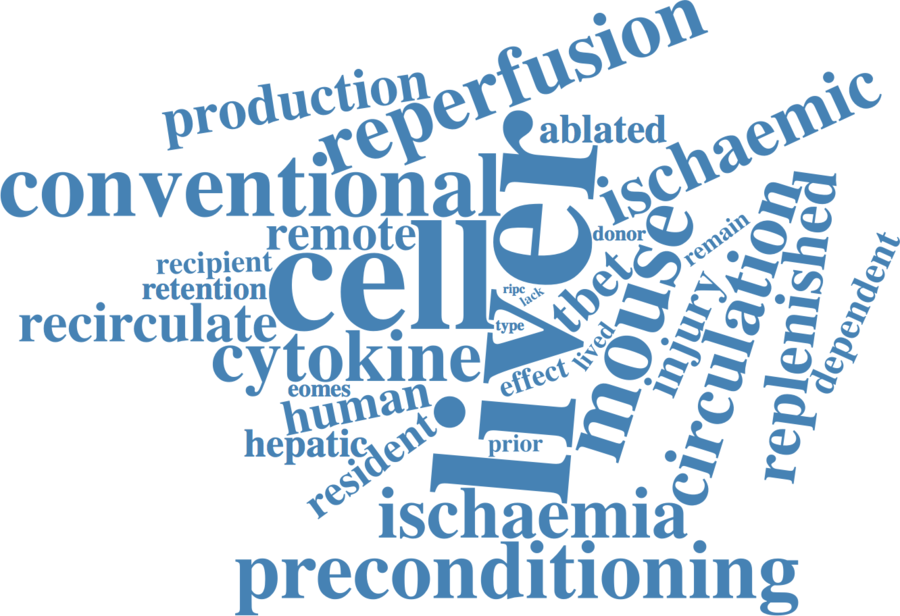 reperfusion
production
ablated
ischaemic
conventional
liver
remote
cell
donor
mouse
remain
circulation
replenished
recipient
retention
ripc
lack
tbet
type
recirculate
injury
dependent
cytokine
lived
effect
eomes
human
hepatic
resident
prior
ischaemia
preconditioning